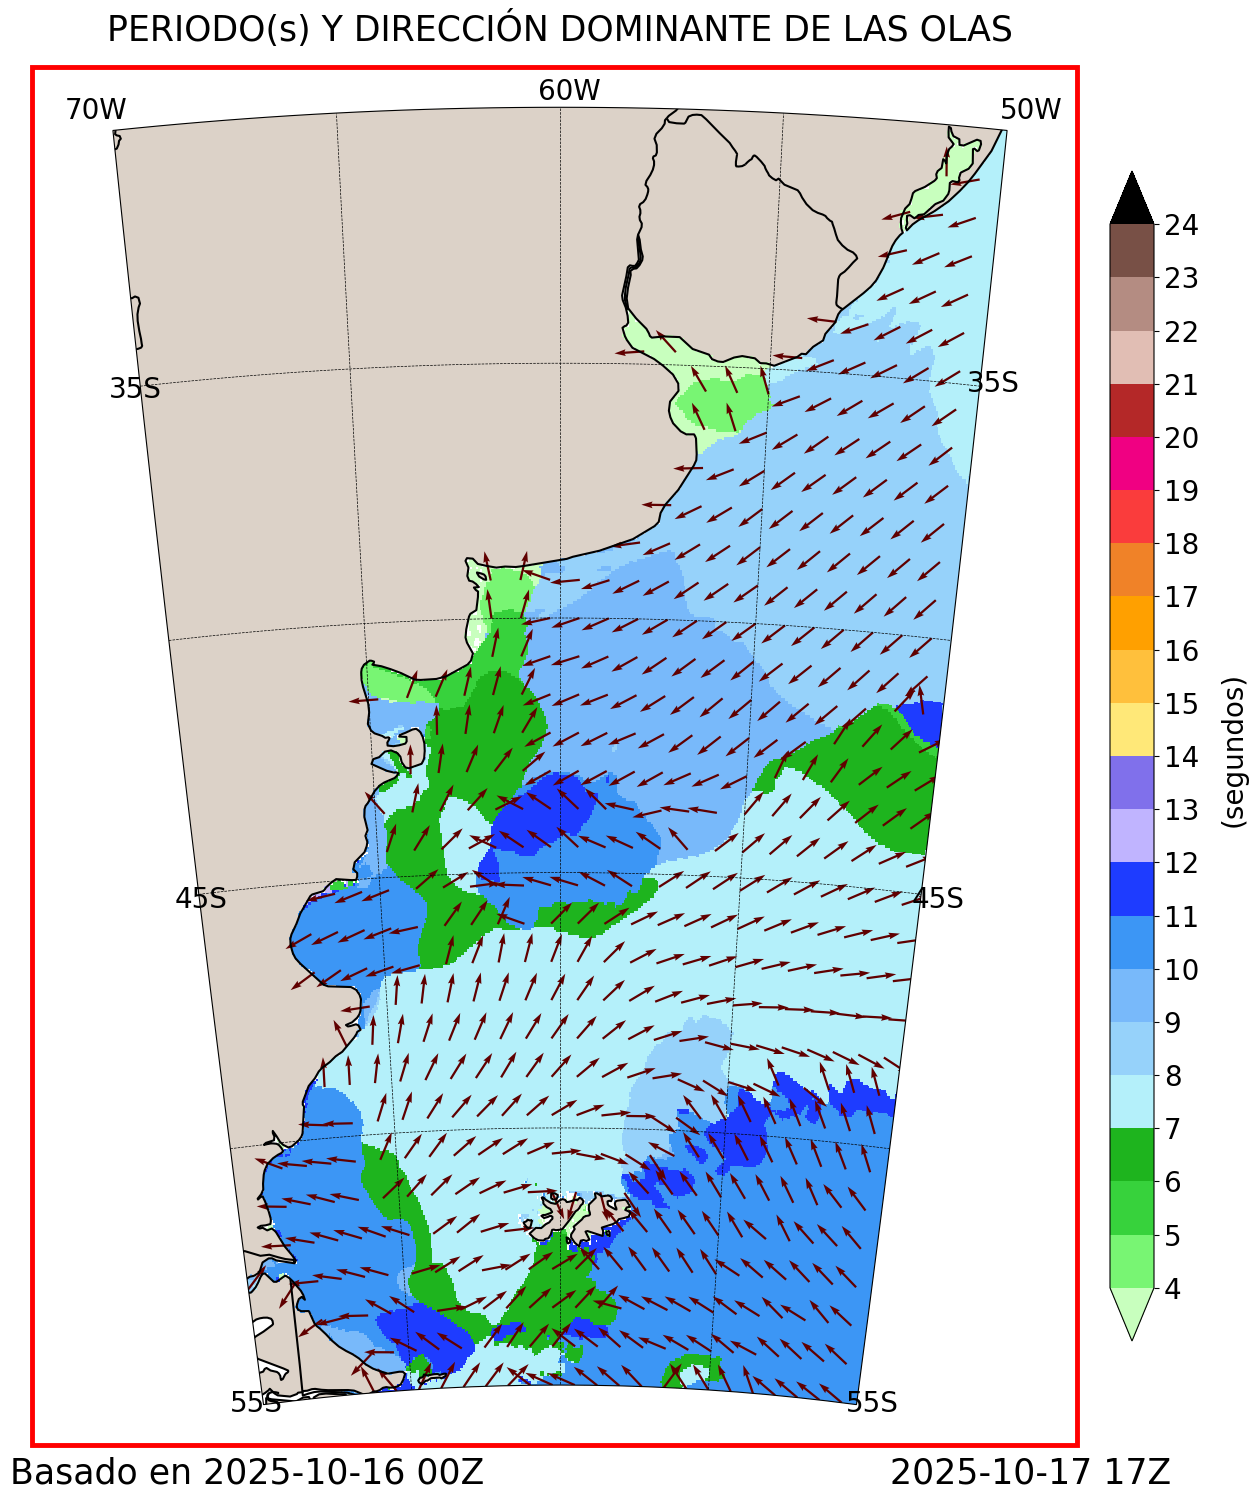 PERIODO(s) Y DIRECCIÓN DOMINANTE DE LAS OLAS
70W
60W
50W
35S
35S
45S
45S
55S
55S
24
23
22
21
20
19
18
17
16
15
14
13
12
11
10
9
8
7
6
5
4
(segundos)
Basado en 2025-10-16 00Z
2025-10-17 17Z